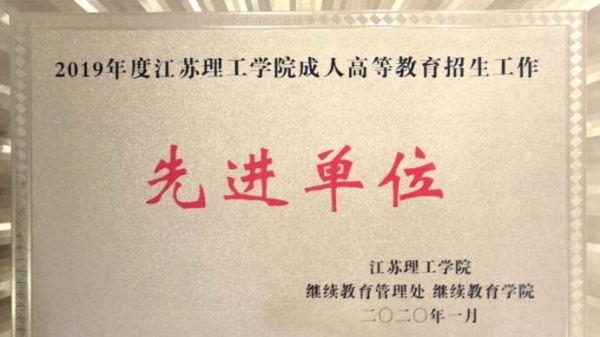 2019年度江苏理工学院成人高等教育招生工作
先进单位
江苏理工学院
继续教育管理处 继续教育学院
二〇二〇年一月